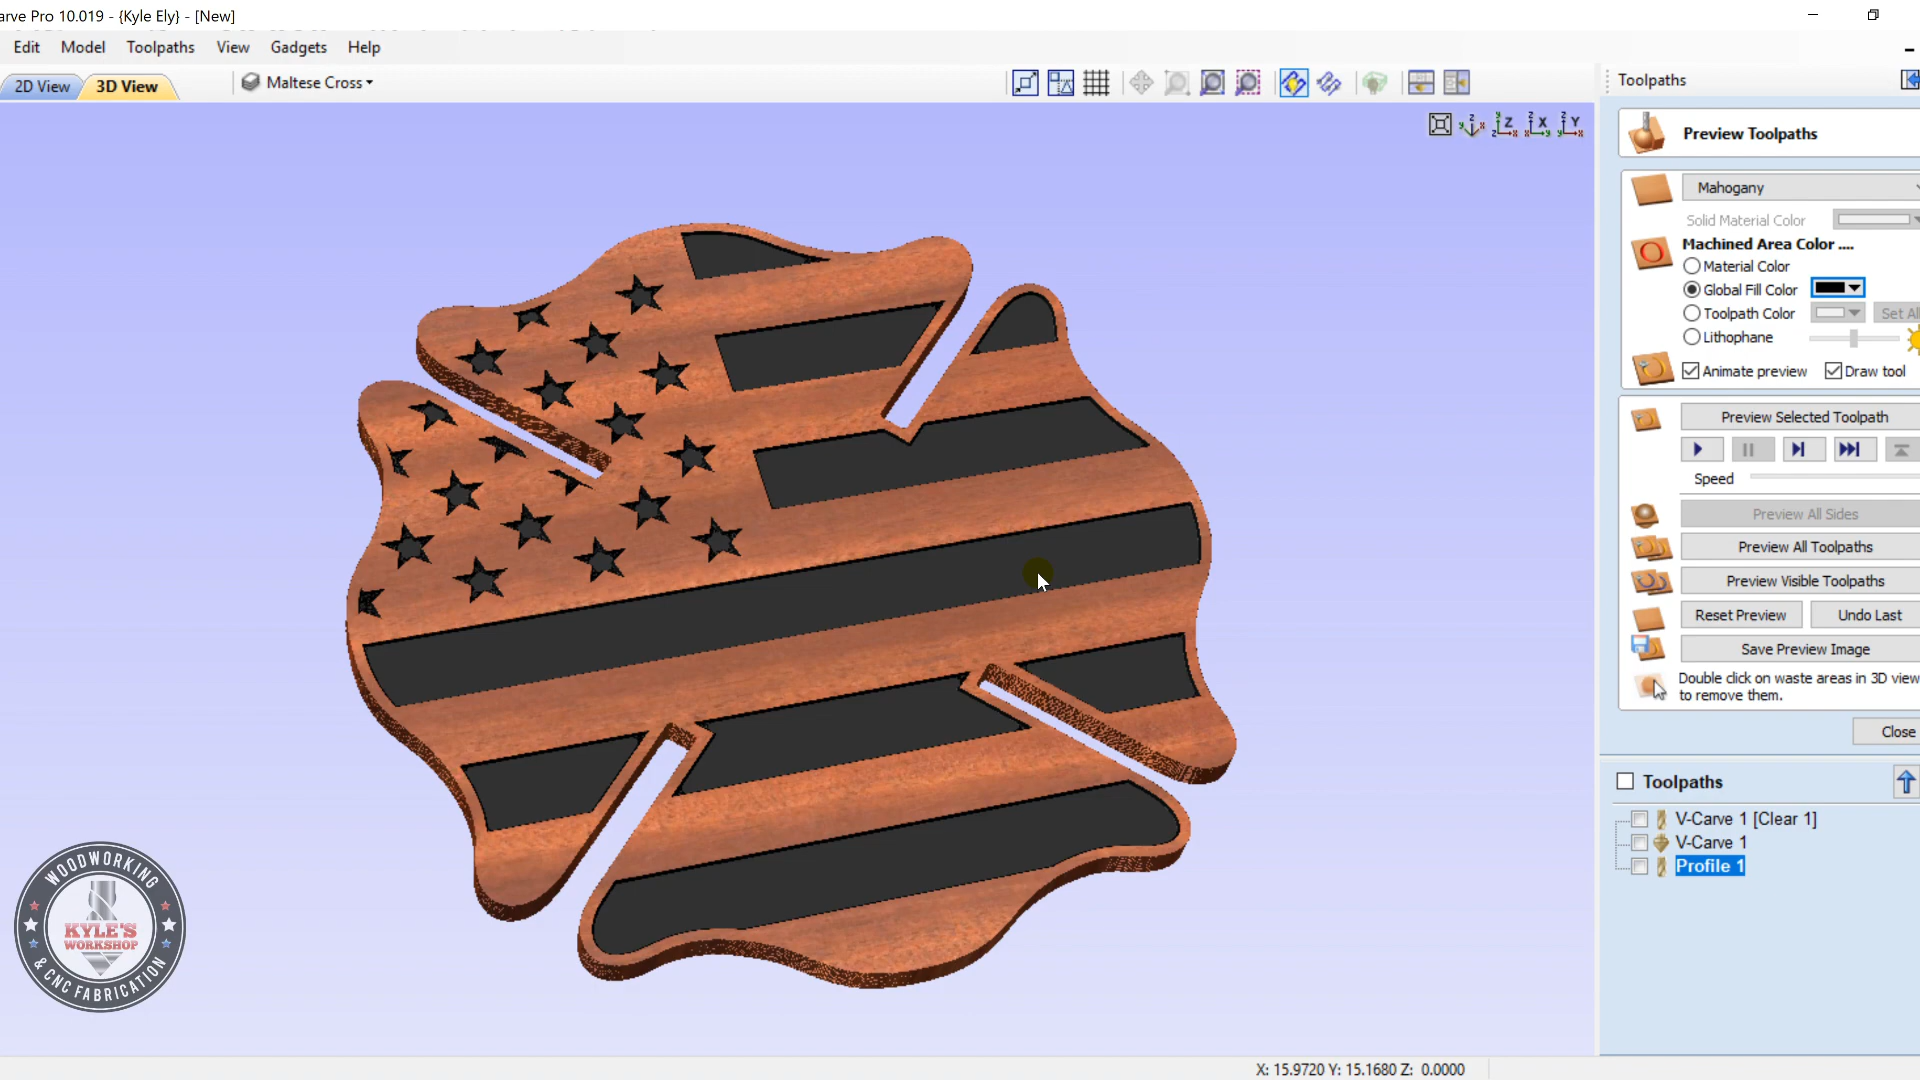 arve Pro 10.019 - {Kyle Ely} - [New]
Edit Model Toolpaths View Gadgets Help
2D View 3D View Maltese Cross
Toolpaths
Preview Toolpaths
Mahogany
Solid Material Color
Machined Area Color ....
Material Color
Global Fill Color
Toolpath Color Set All
Lithophane
Animate preview Draw tool
Preview Selected Toolpath
Speed
Preview All Sides
Preview All Toolpaths
Preview Visible Toolpaths
Reset Preview Undo Last
Save Preview Image
Double click on waste areas in 3D view
to remove them.
Close
Toolpaths
V-Carve 1 [Clear 1]
V-Carve 1
Profile 1
WOODWORKING
KYLE'S
WORKSHOP
& CNC FABRICATION
X: 15.9720 Y: 15.1680 Z: 0.0000